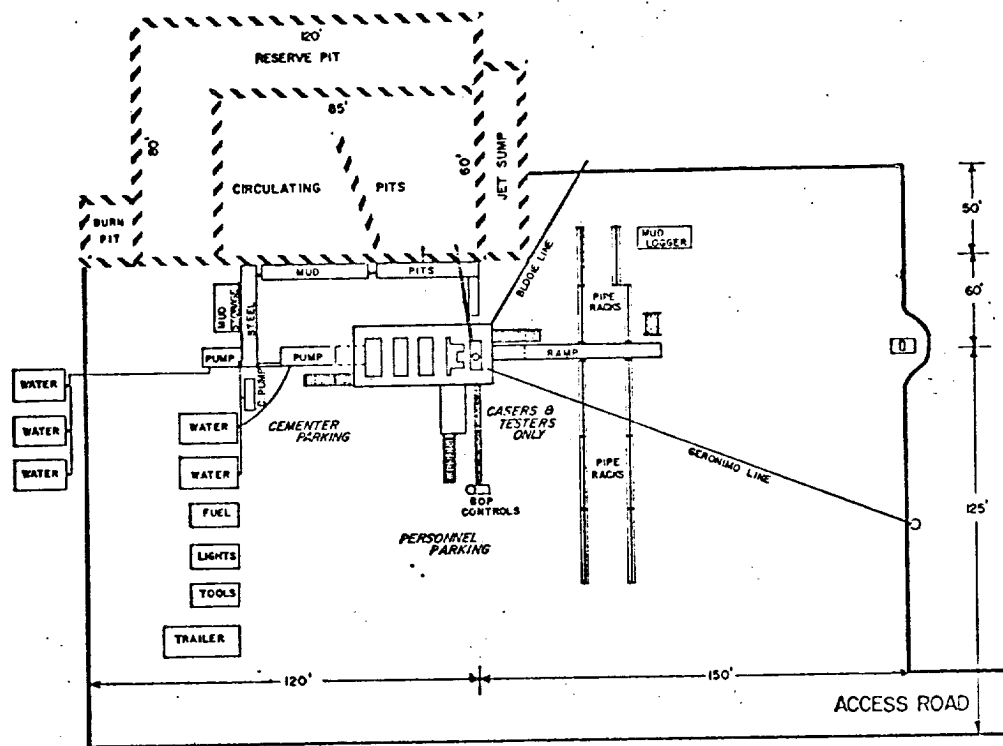 120'
RESERVE PIT
85'
80'
60'
CIRCULATING PITS
JET SUMP
BURN
PIT
50'
60'
MUD
LOGGER
BLOOIE LINE
MUD PITS
MUD
STORAGE
STEEL
PIPE
RACKS
PUMP
PUMP
RAMP
WATER
WATER
WATER
C PUMP
WATER
CEMENTER
PARKING
CASERS &
TESTERS
ONLY
WATER
GERONIMO LINE
PIPE
RACKS
BOP
CONTROLS
125'
FUEL
PERSONNEL
PARKING
LIGHTS
TOOLS
TRAILER
120'
150'
ACCESS ROAD